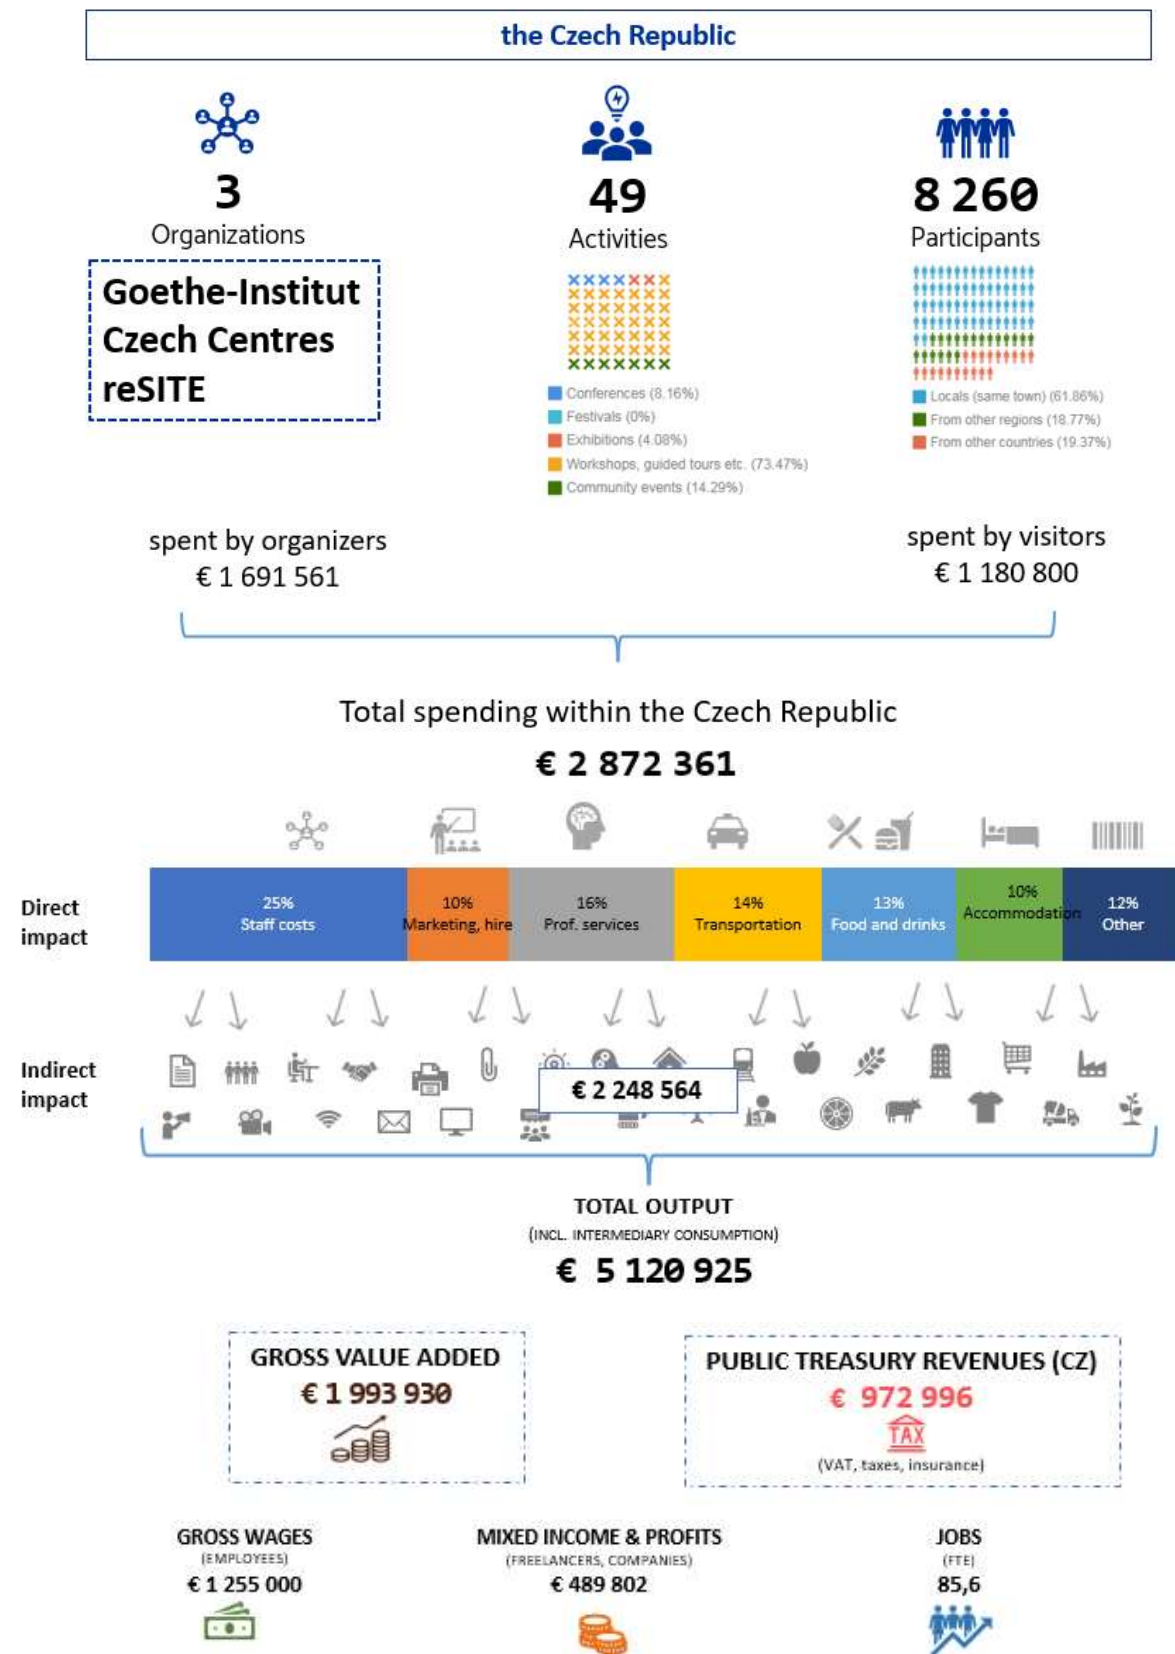 the Czech Republic
3
Organizations
Goethe-Institut
Czech Centres
reSITE
49
Activities
Conferences (8.16%)
Festivals (0%)
Exhibitions (4.08%)
Workshops, guided tours etc. (73.47%)
Community events (14.29%)
8 260
Participants
Locals (same town) (61.86%)
From other regions (18.77%)
From other countries (19.37%)
spent by organizers
€ 1 691 561
spent by visitors
€ 1 180 800
Total spending within the Czech Republic
€ 2 872 361
Direct
impact
25%
Staff costs
10%
Marketing, hire
16%
Prof. services
14%
Transportation
13%
Food and drinks
10%
Accommodation
12%
Other
Indirect
impact
€ 2 248 564
TOTAL OUTPUT
(INCL. INTERMEDIARY CONSUMPTION)
€ 5 120 925
GROSS VALUE ADDED
€ 1 993 930
PUBLIC TREASURY REVENUES (CZ)
€ 972 996
TAX
(VAT, taxes, insurance)
GROSS WAGES
(EMPLOYEES)
€ 1 255 000
MIXED INCOME & PROFITS
(FREELANCERS, COMPANIES)
€ 489 802
JOBS
(FTE)
85,6